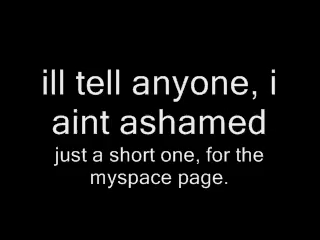 ill tell anyone, i
aint ashamed
just a short one, for the
myspace page.